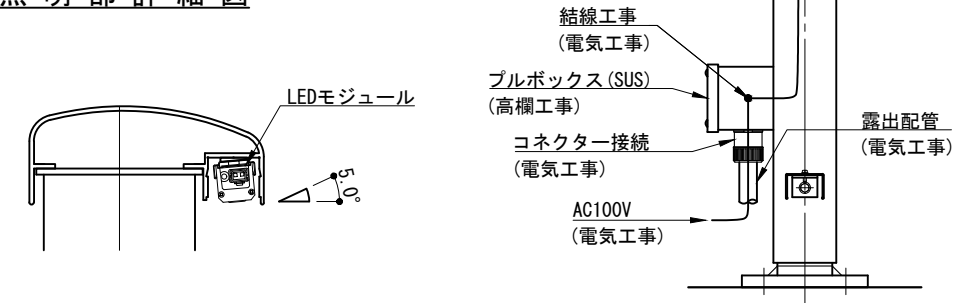 照明部詳細図
LEDモジュール
5.0°
結線工事
(電気工事)
プルボックス(SUS)
(高欄工事)
コネクター接続
(電気工事)
露出配管
(電気工事)
AC100V
(電気工事)